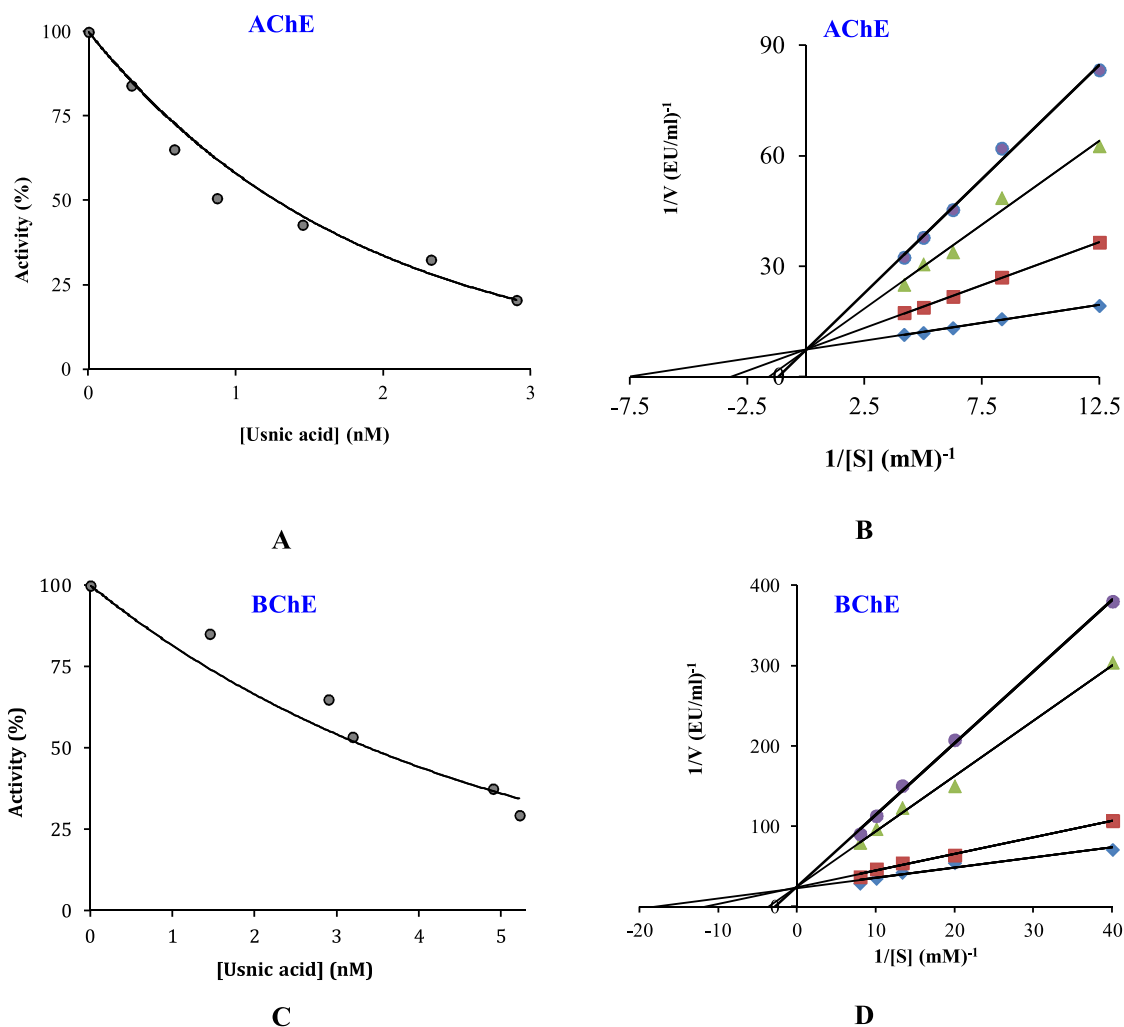 AChE
100
75
50
25
0
Activity (%)
0 1 2 3
[Usnic acid] (nM)
A
AChE
90
60
30
0
1/V (EU/ml)-1
-7.5 -2.5 2.5 7.5 12.5
1/[S] (mM)-1
B
BChE
100
75
50
25
0
Activity (%)
0 1 2 3 4 5
[Usnic acid] (nM)
C
BChE
400
300
200
100
0
1/V (EU/ml)-1
-20 -10 0 10 20 30 40
1/[S] (mM)-1
D